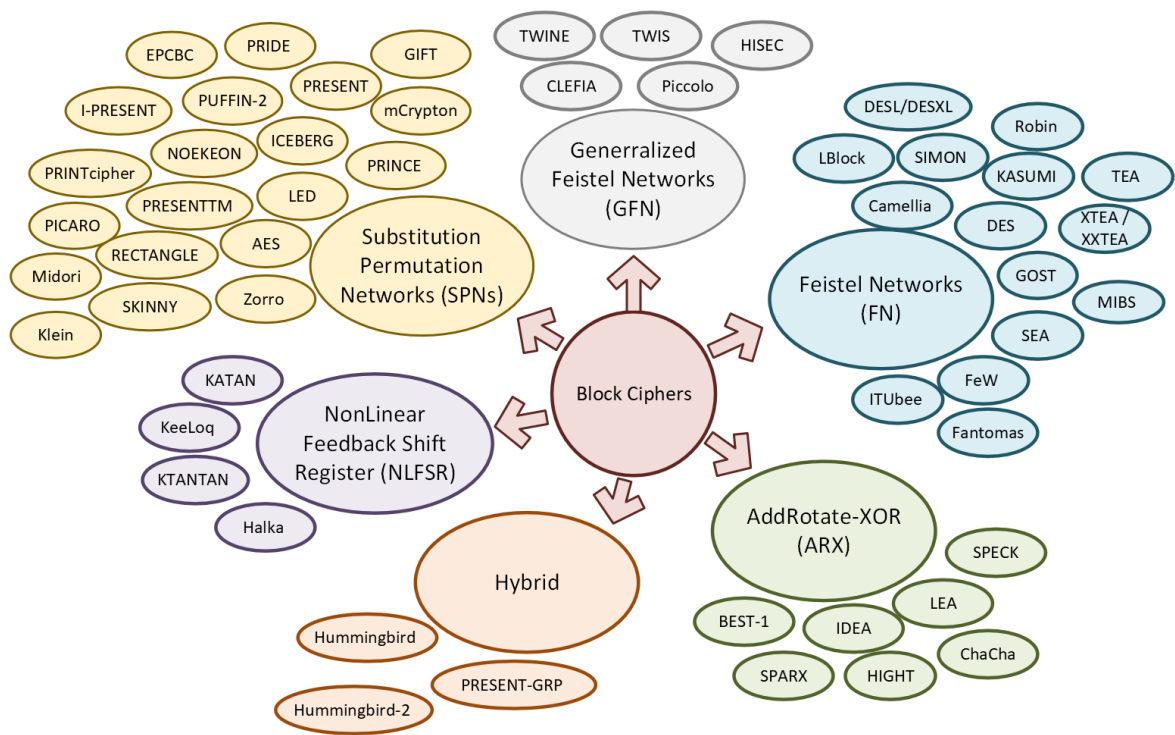 EPCBC
PRIDE
GIFT
I-PRESENT
PUFFIN-2
PRESENT
mCrypton
NOEKEON
ICEBERG
PRINTcipher
PRINCE
PRESENTTM
LED
PICARO
RECTANGLE
AES
Midori
SKINNY
Zorro
Klein
Substitution
Permutation
Networks (SPNs)
TWINE
TWIS
HISEC
CLEFIA
Piccolo
Generralized
Feistel Networks
(GFN)
DESL/DESXL
Robin
LBlock
SIMON
KASUMI
TEA
Camellia
DES
XTEA /
XXTEA
GOST
MIBS
SEA
FeW
ITUbee
Fantomas
Feistel Networks
(FN)
Block Ciphers
KATAN
KeeLoq
KTANTAN
Halka
NonLinear
Feedback Shift
Register (NLFSR)
Hybrid
Hummingbird
PRESENT-GRP
Hummingbird-2
AddRotate-XOR
(ARX)
SPECK
LEA
BEST-1
IDEA
ChaCha
SPARX
HIGHT